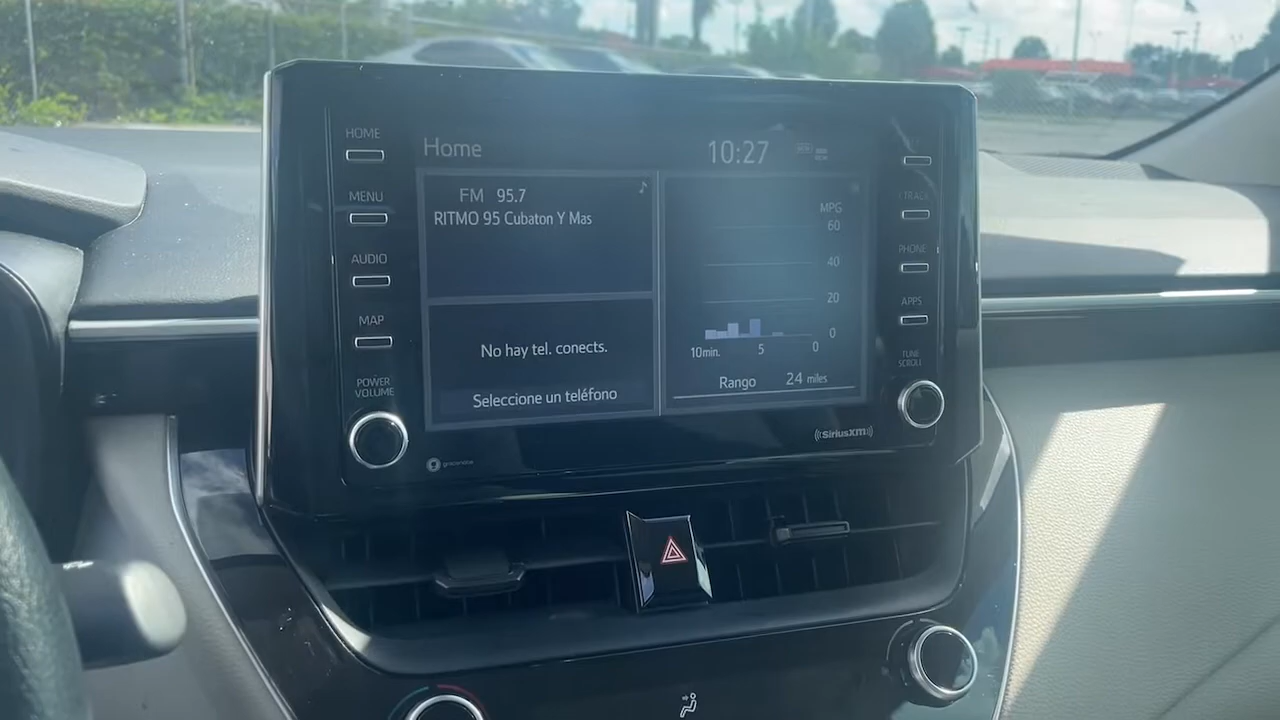 HOME
MENU
AUDIO
MAP
POWER
VOLUME
Home
10:27
FM 95.7
RITMO 95 Cubaton Y Mas
No hay tel. conects.
Seleccione un teléfono
MPG
60
40
20
0
10min. 5 0
Rango 24 miles
TRACK
PHONE
APPS
TUNE
SCROLL
gracenote
SiriusXM